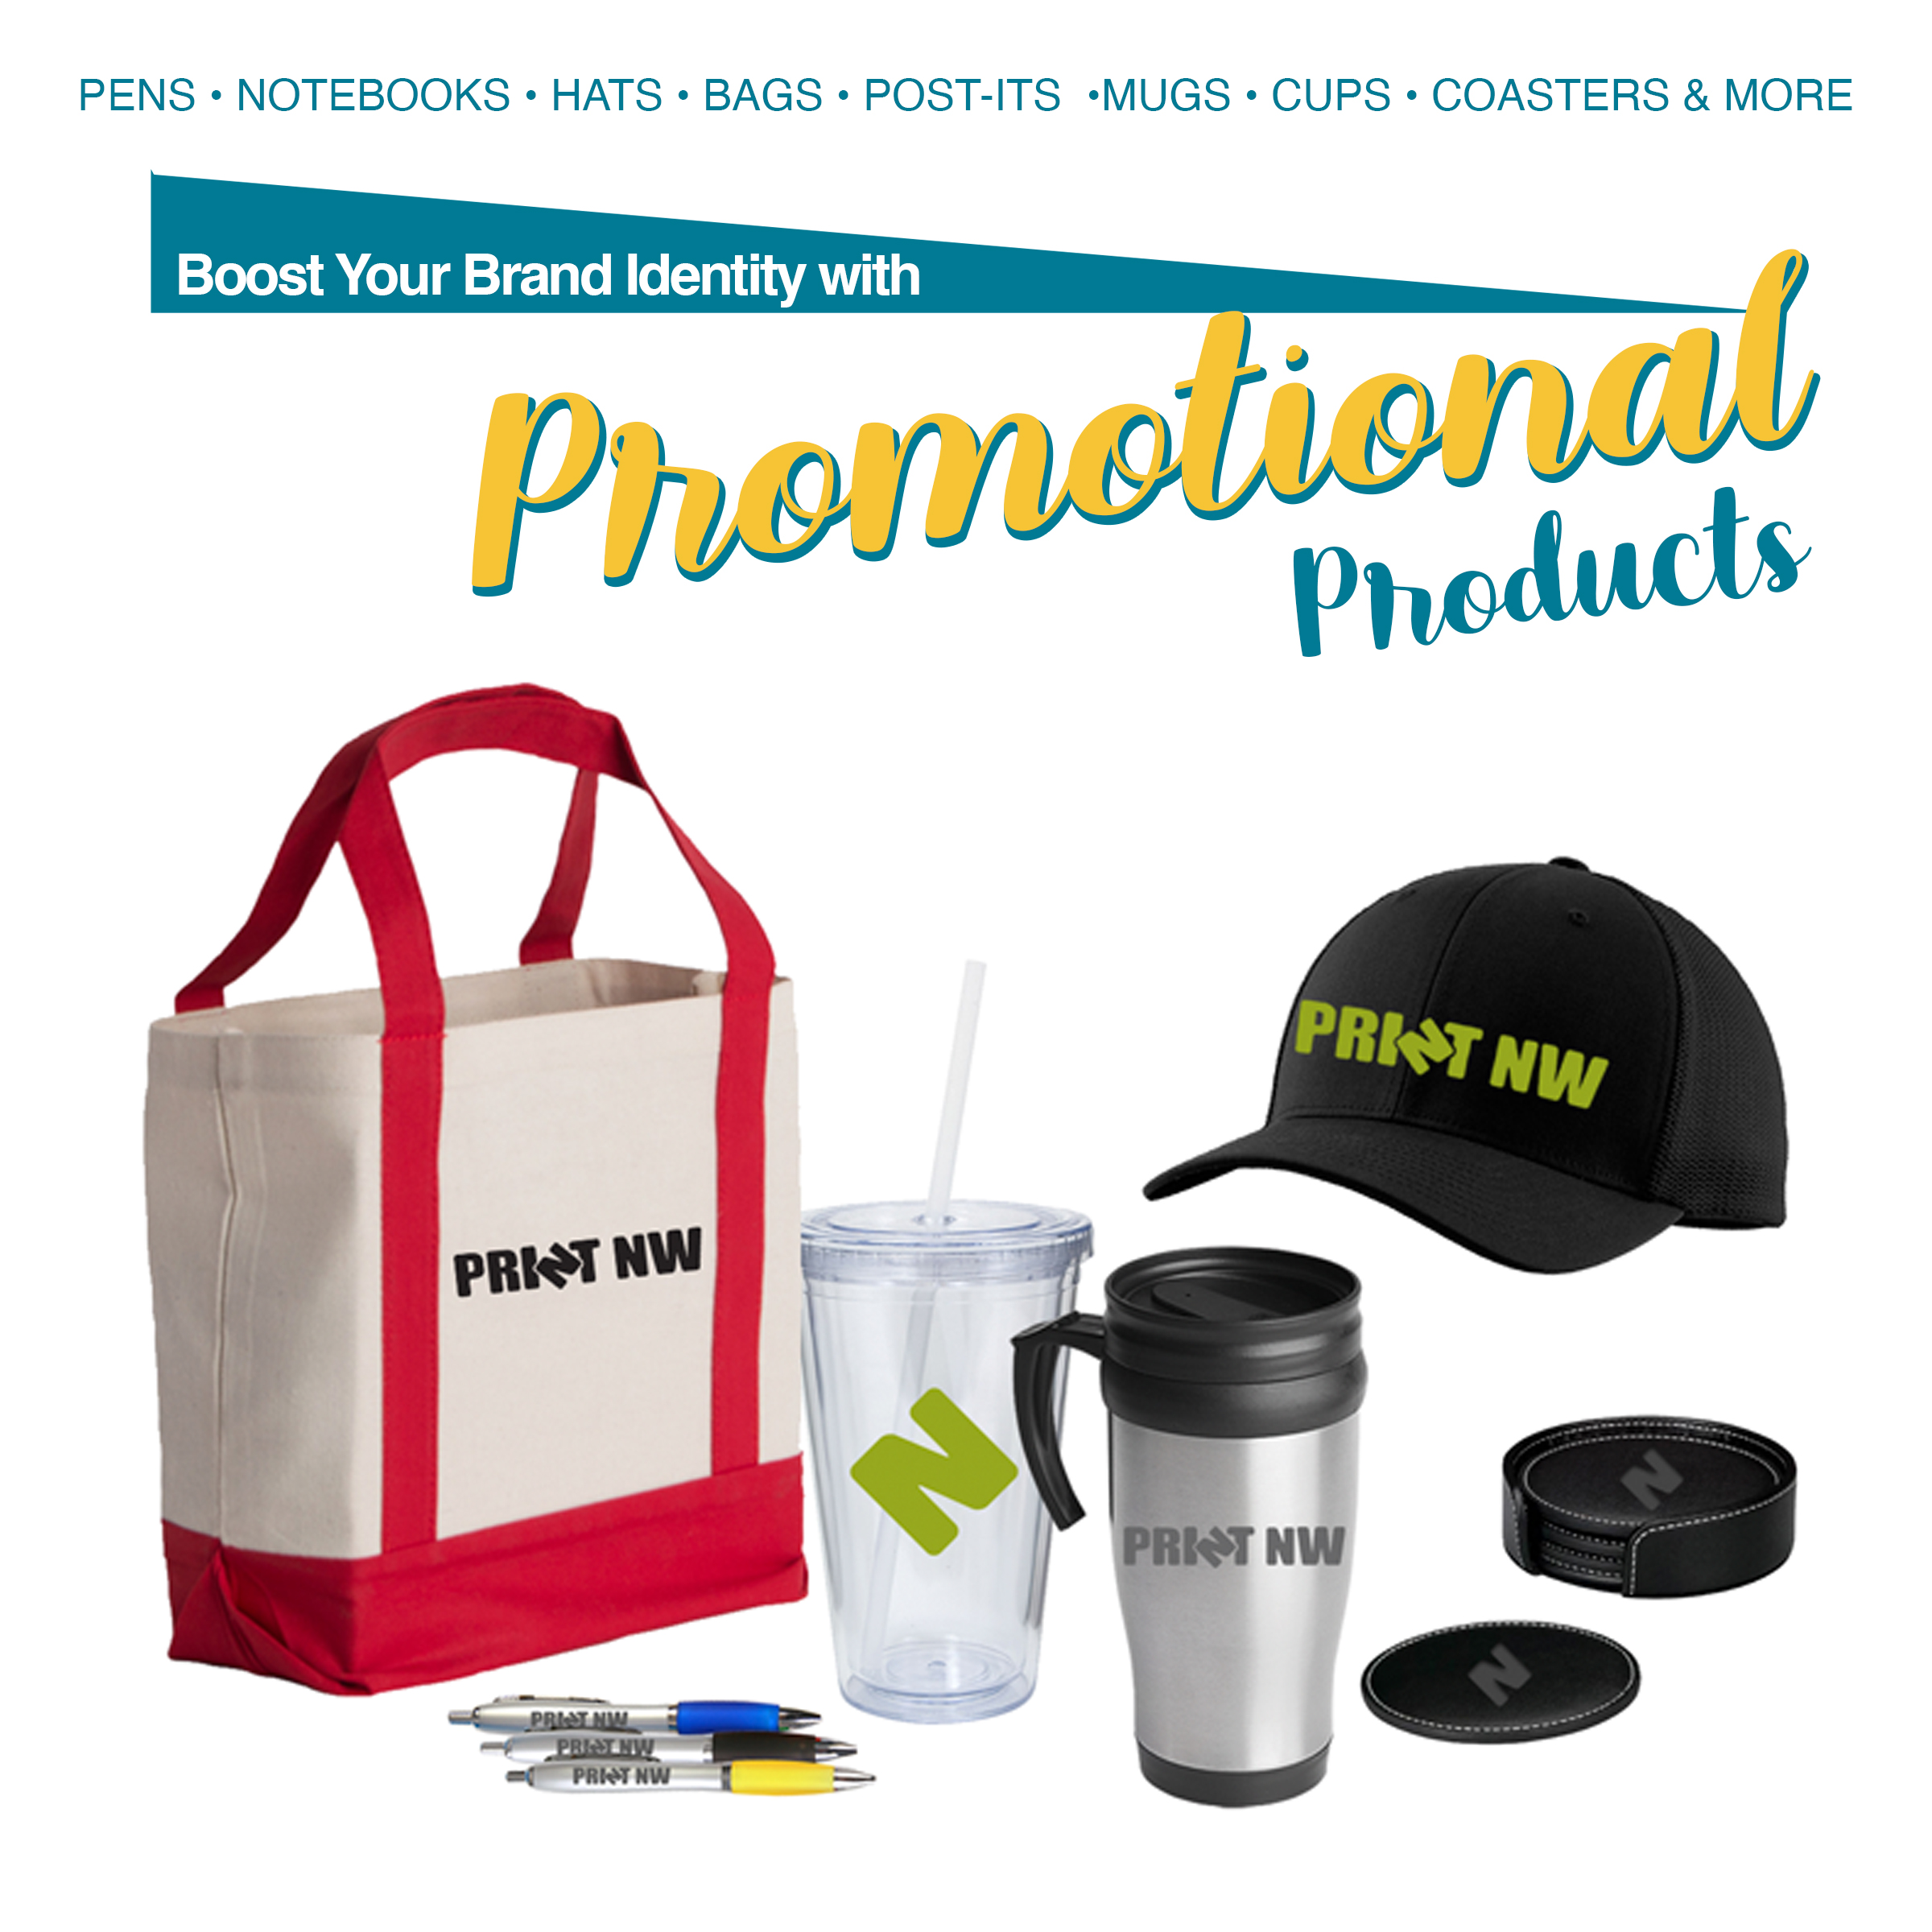 PENS • NOTEBOOKS • HATS • BAGS • POST-ITS •MUGS • CUPS • COASTERS & MORE
Boost Your Brand Identity with
Promotional
Products
PRINT NW
PRINT NW
N
PRINT NW
N
N
PRINT NW
PRINT NW
PRINT NW